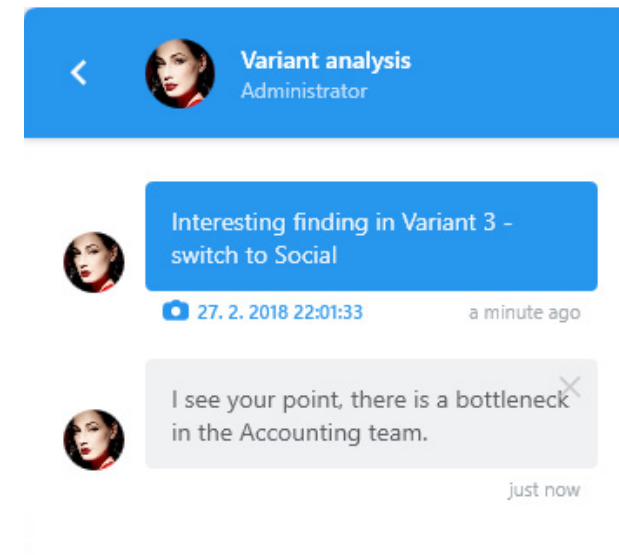 Variant analysis
Administrator
Interesting finding in Variant 3 -
switch to Social
27. 2. 2018 22:01:33
a minute ago
I see your point, there is a bottleneck
in the Accounting team.
just now